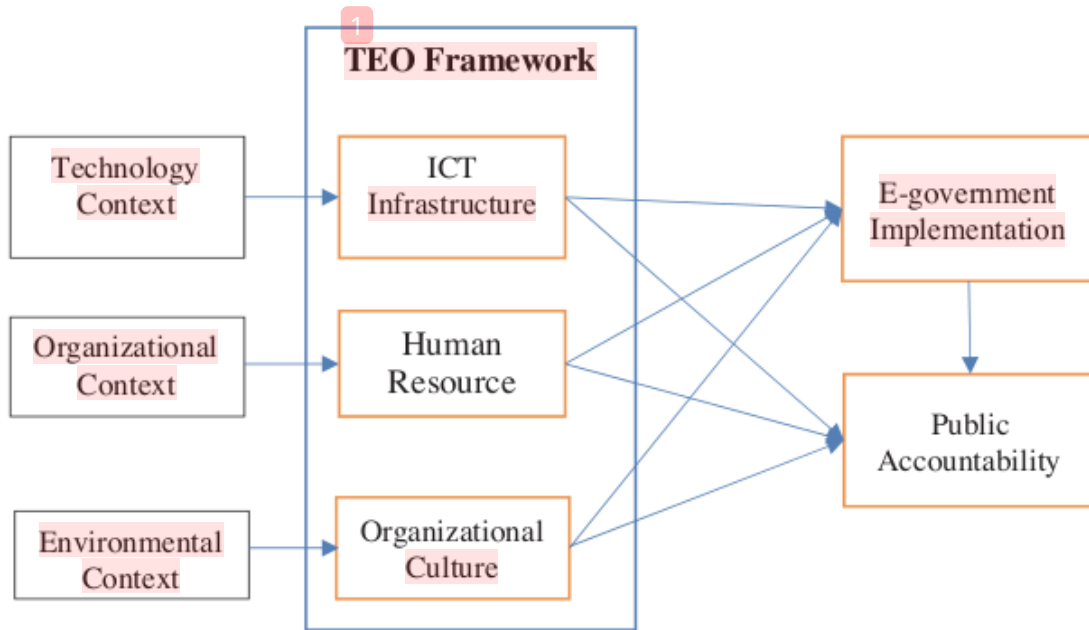 1
TEO Framework
Technology
Context
ICT
Infrastructure
E-government
Implementation
Organizational
Context
Human
Resource
Public
Accountability
Environmental
Context
Organizational
Culture